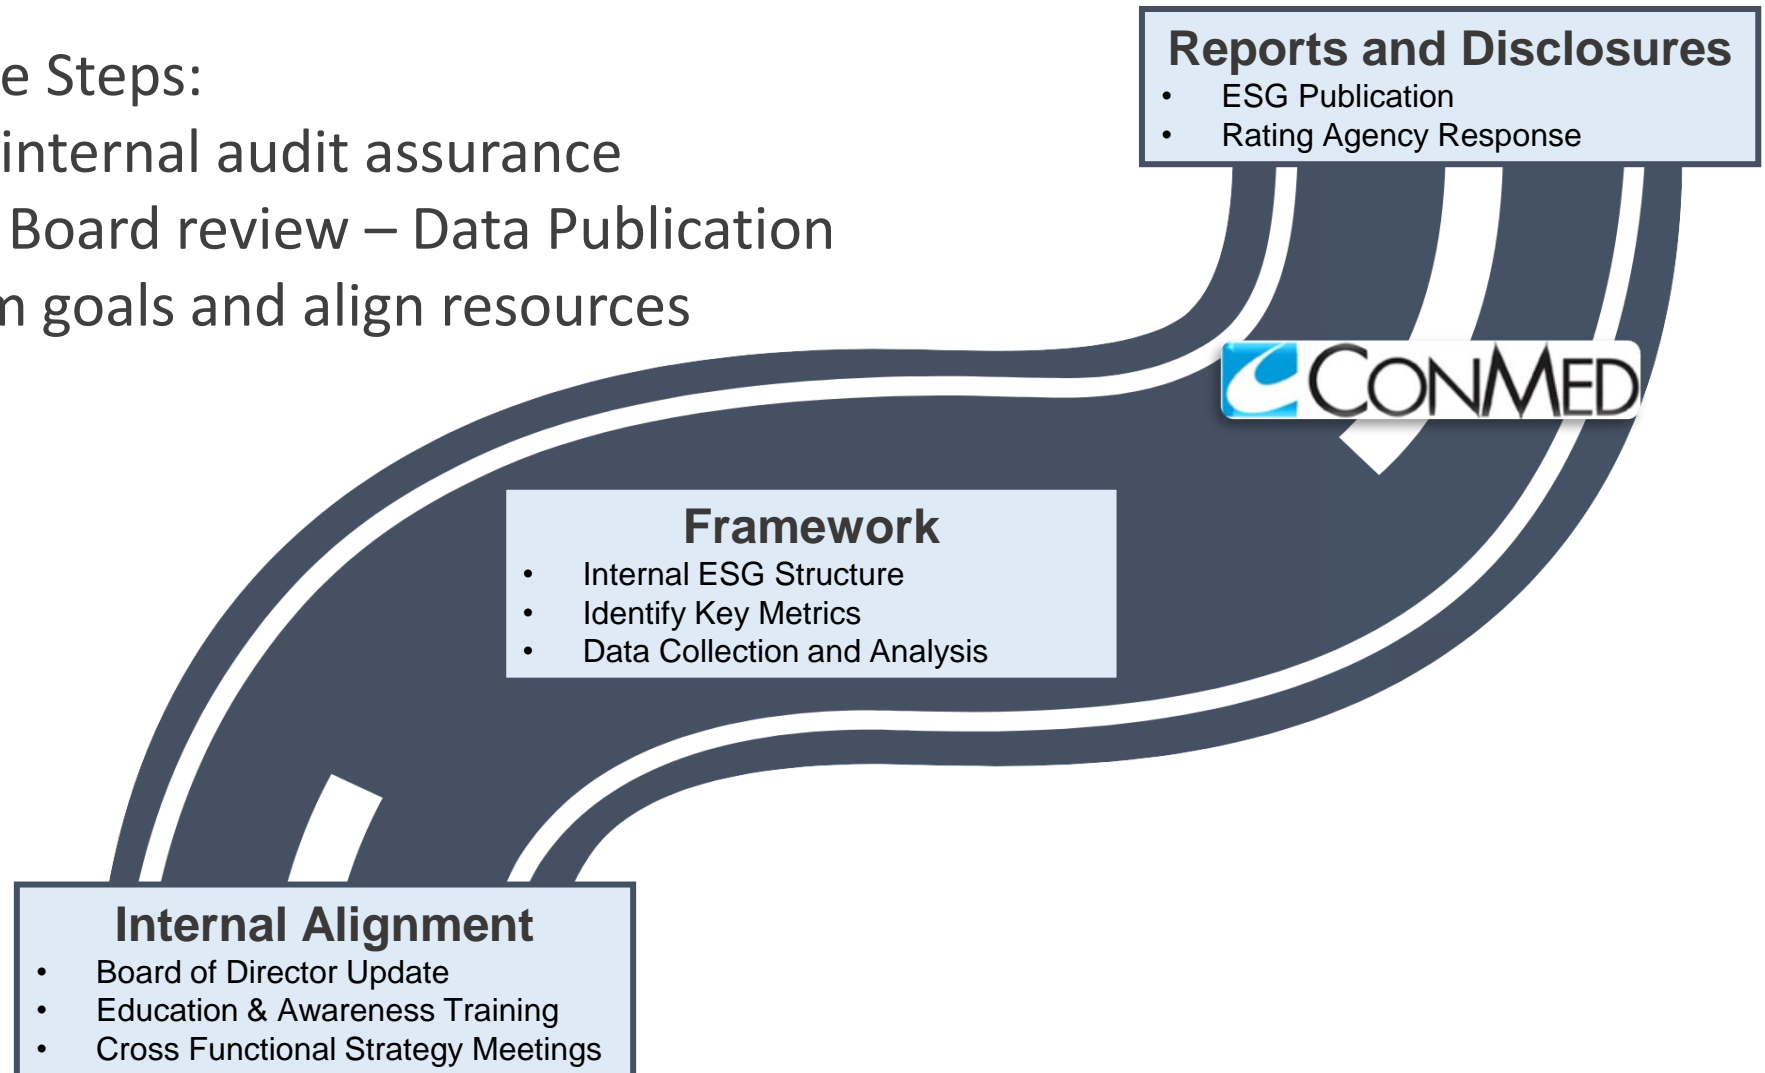 e Steps:
internal audit assurance
Board review – Data Publication
m goals and align resources
Reports and Disclosures
• ESG Publication
• Rating Agency Response
CONMED
Framework
• Internal ESG Structure
• Identify Key Metrics
• Data Collection and Analysis
Internal Alignment
• Board of Director Update
• Education & Awareness Training
• Cross Functional Strategy Meetings